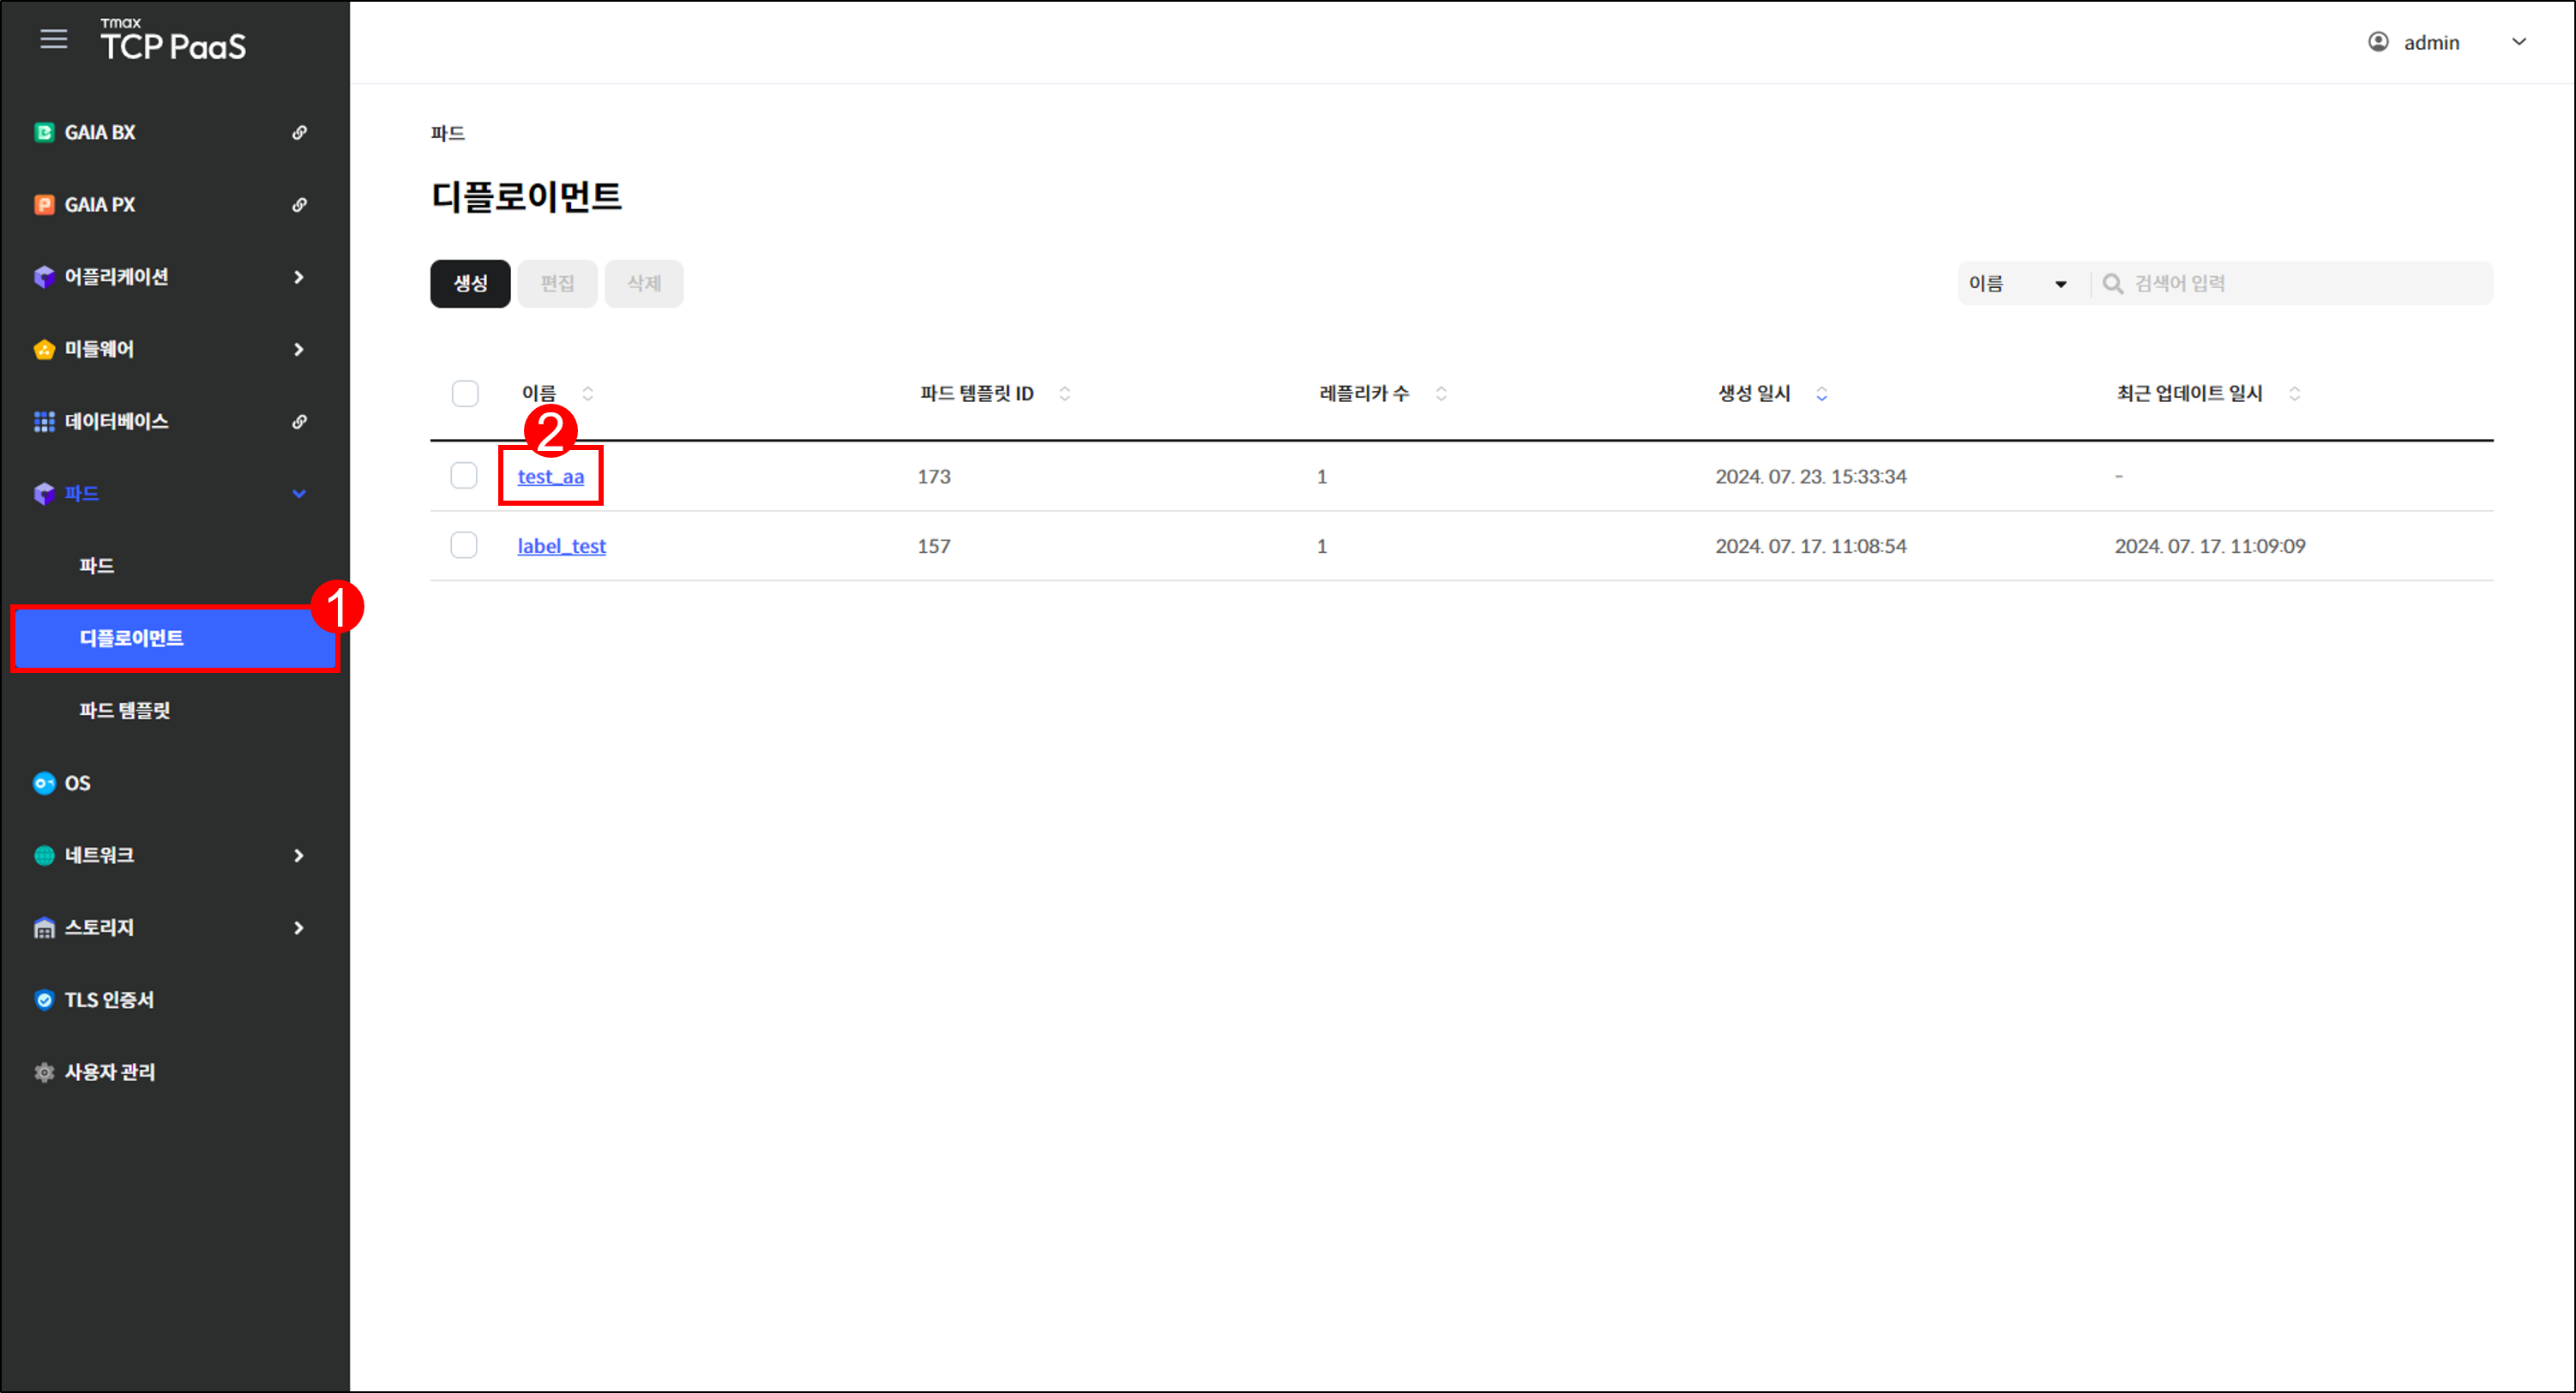 Tmax
TCP PaaS
admin
GAIA BX
GAIA PX
어플리케이션
미들웨어
데이터베이스
파드
파드
1
디플로이먼트
파드 템플릿
OS
네트워크
스토리지
TLS 인증서
사용자 관리
파드
디플로이먼트
생성 편집 삭제
이름 검색어 입력
이름 파드 템플릿 ID 레플리카 수 생성 일시 최근 업데이트 일시
2
test_aa 173 1 2024. 07. 23. 15:33:34 -
label_test 157 1 2024. 07. 17. 11:08:54 2024. 07. 17. 11:09:09